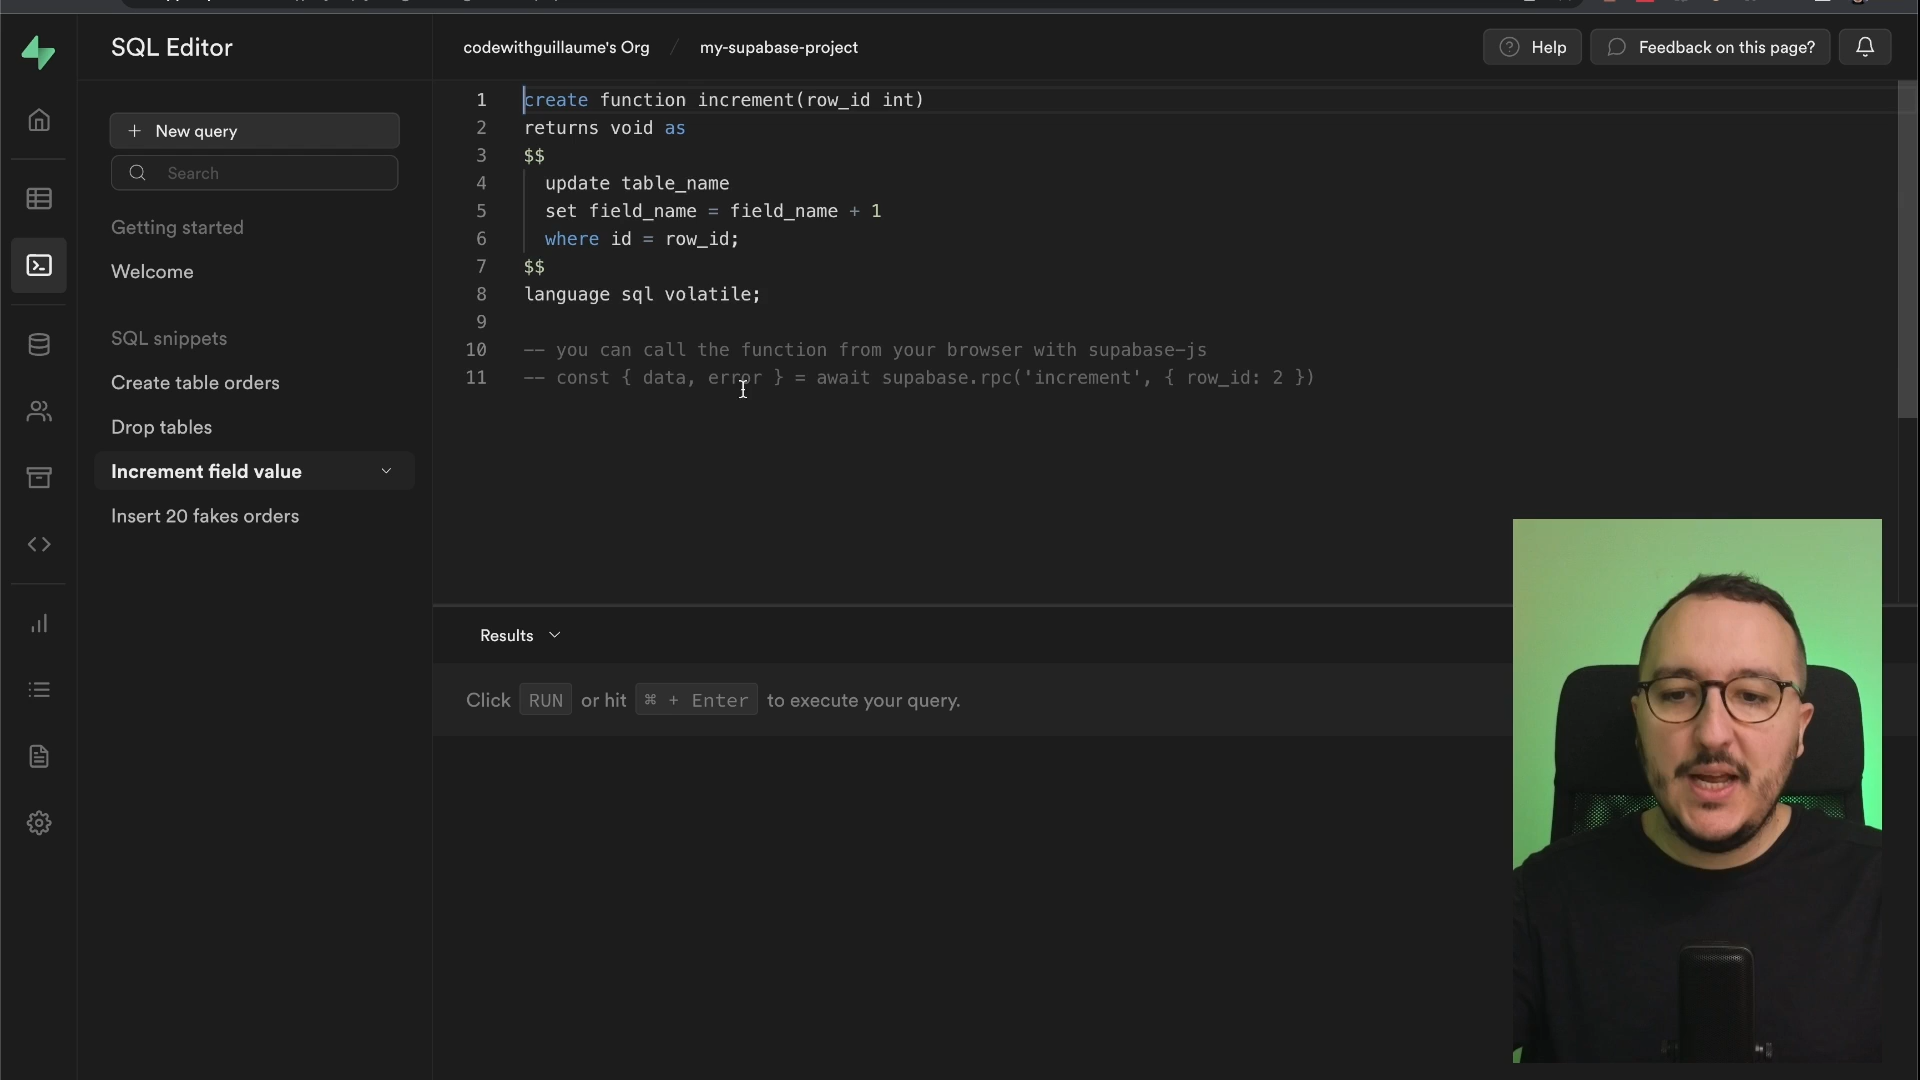 SQL Editor
codewithguillaume's Org / my-supabase-project
Help
Feedback on this page?
New query
Search
Getting started
Welcome
SQL snippets
Create table orders
Drop tables
Increment field value
Insert 20 fakes orders
1 create function increment(row_id int)
2 returns void as
3 $$
4 update table_name
5 set field_name = field_name + 1
6 where id = row_id;
7 $$
8 language sql volatile;
9
10 -- you can call the function from your browser with supabase-js
11 -- const { data, error } = await supabase.rpc('increment', { row_id: 2 })
Results
Click RUN or hit ⌘ + Enter to execute your query.